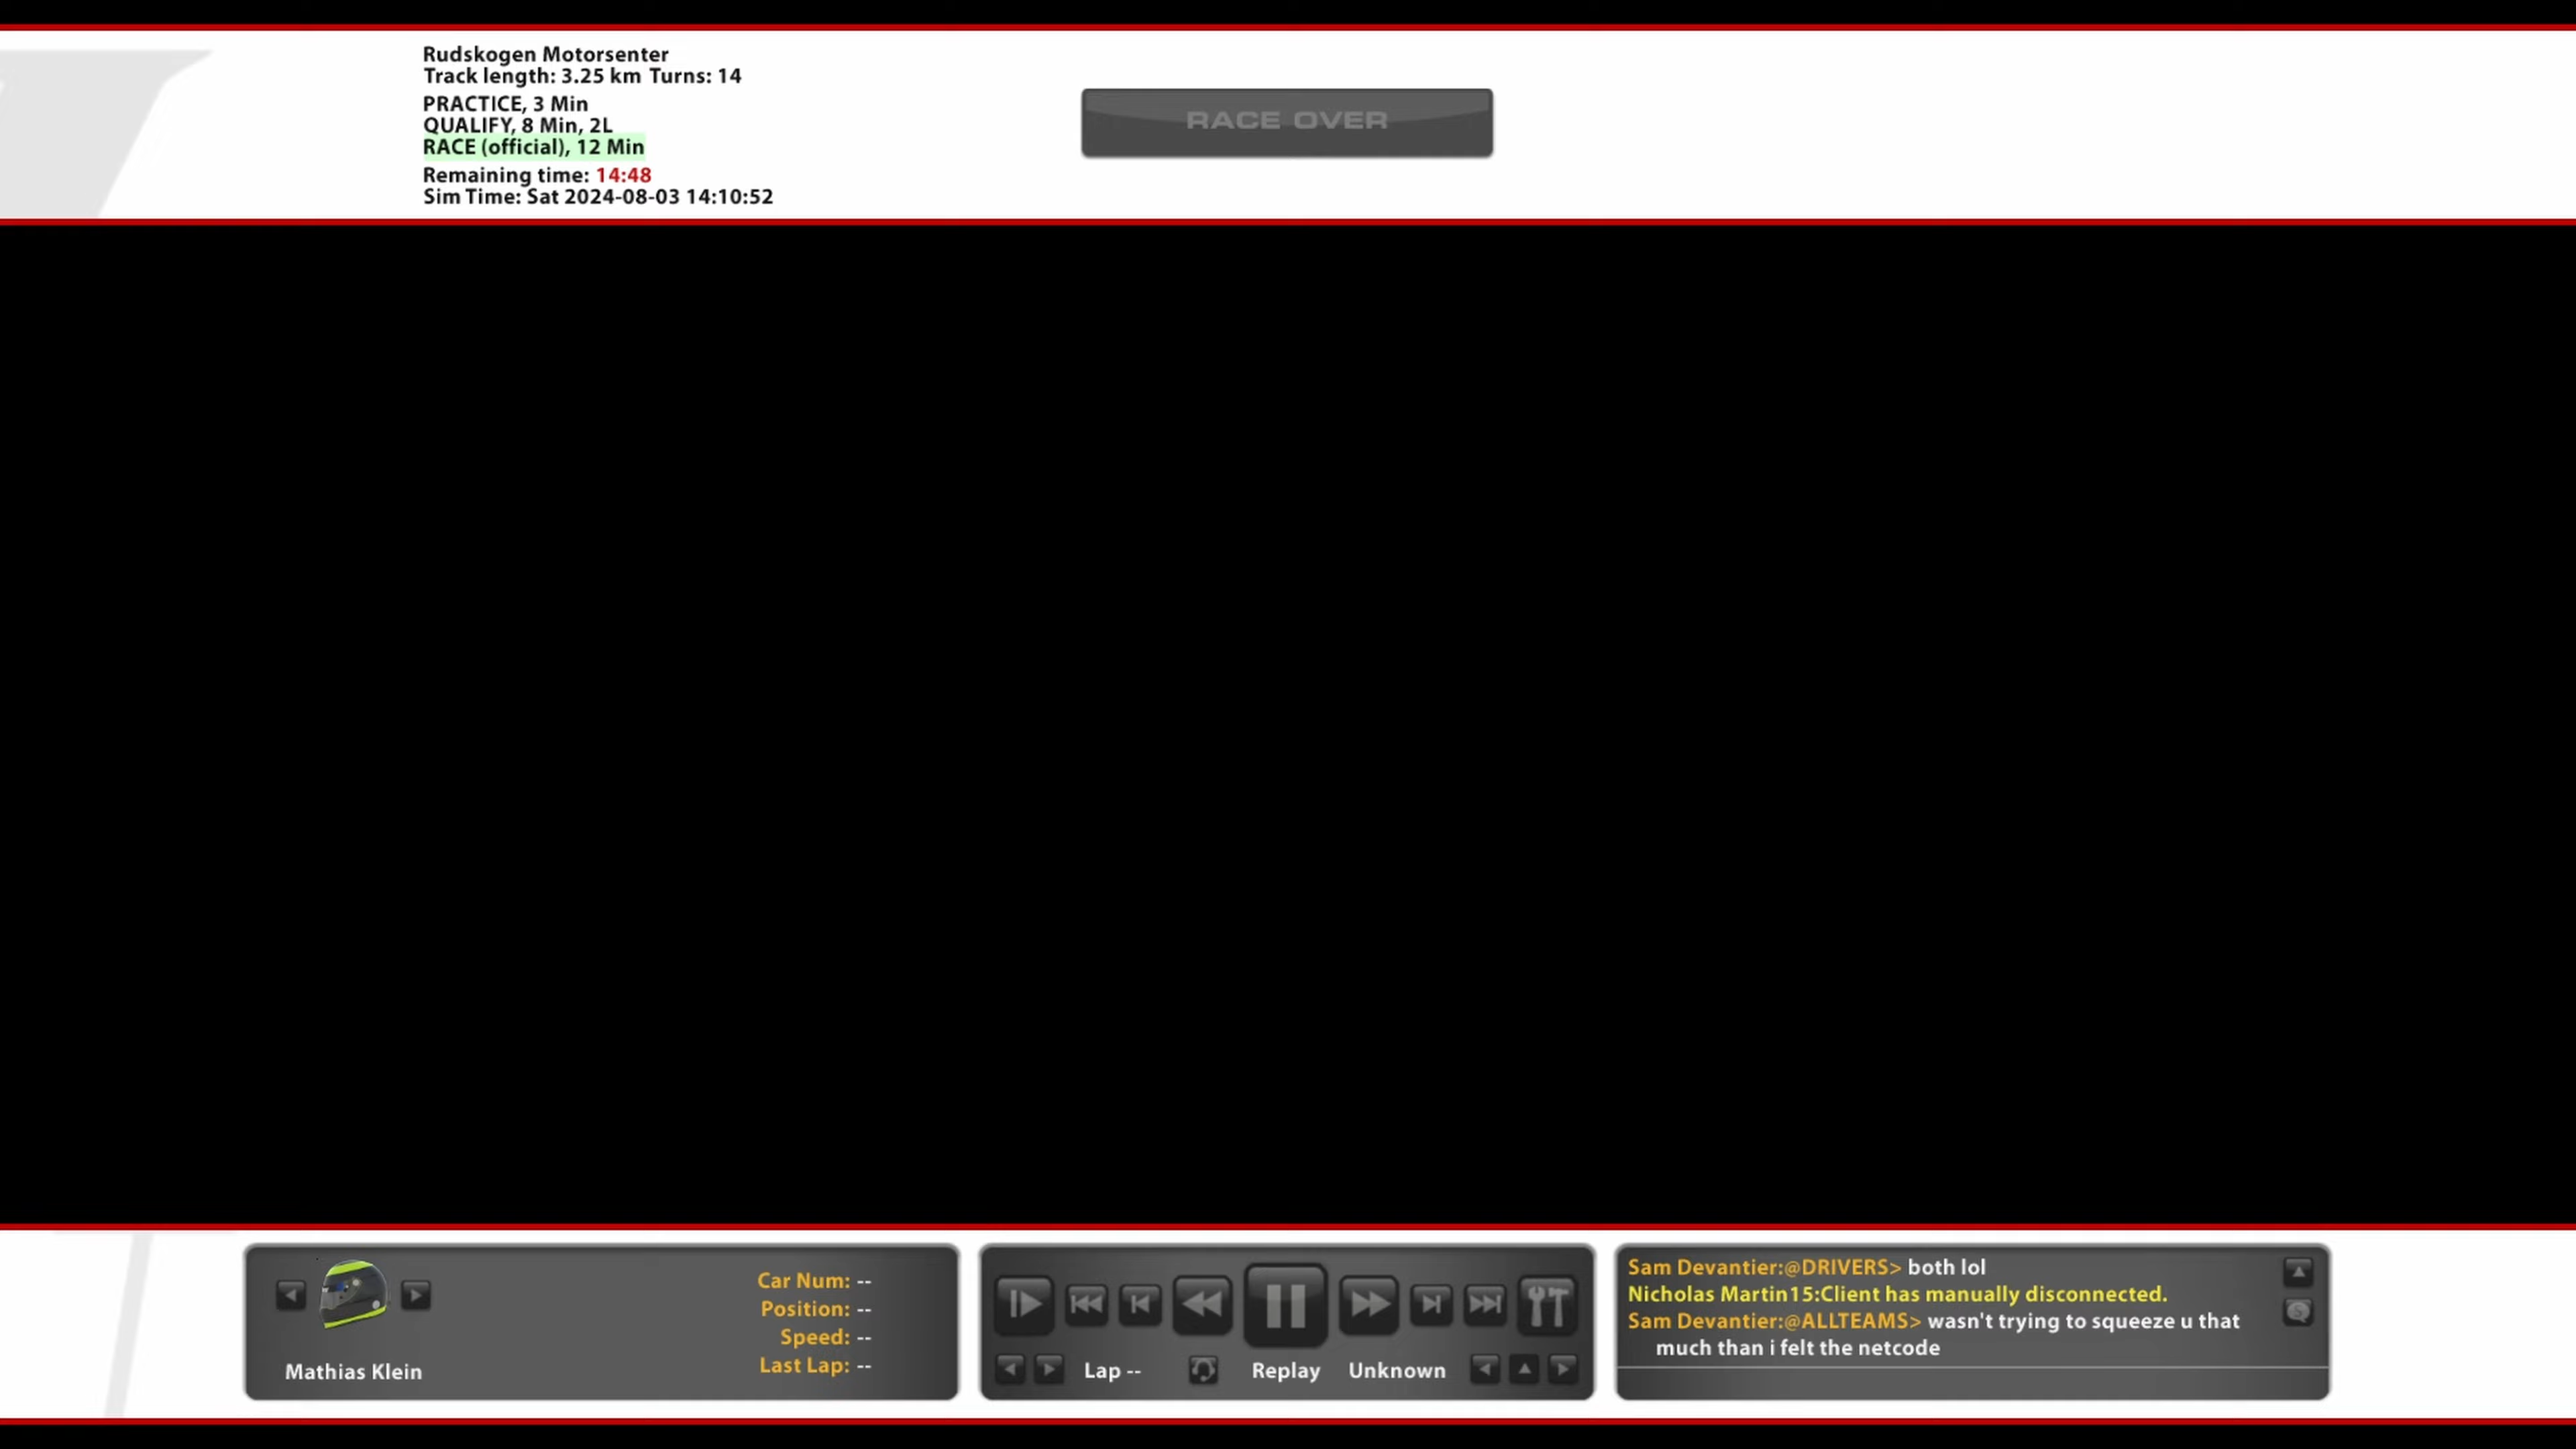 Rudskogen Motorsenter
Track length: 3.25 km Turns: 14
PRACTICE, 3 Min
QUALIFY, 8 Min, 2L
RACE (official), 12 Min
Remaining time: 14:48
Sim Time: Sat 2024-08-03 14:10:52
RACE OVER
Mathias Klein
Car Num: --
Position: --
Speed: --
Last Lap: --
Lap --
Replay
Unknown
Sam Devantier:@DRIVERS> both lol
Nicholas Martin15:Client has manually disconnected.
Sam Devantier:@ALLTEAMS> wasn't trying to squeeze u that
much than i felt the netcode